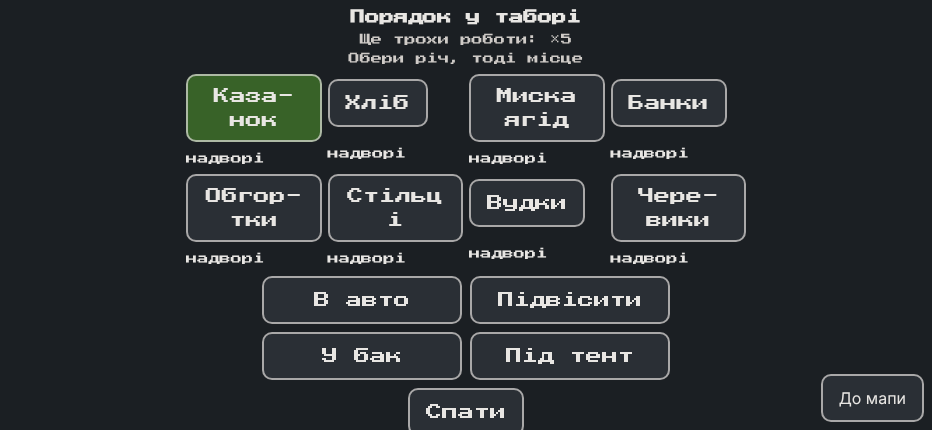 Порядок у таборі
Ще трохи роботи: ×5
Обери річ, тоді місце
Каза-
нок
Хліб
Миска
ягід
Банки
надворі
надворі
надворі
надворі
Обгор-
тки
Стільц
і
Вудки
Чере-
вики
надворі
надворі
надворі
надворі
В авто
Підвісити
У бак
Під тент
Спати
До мапи